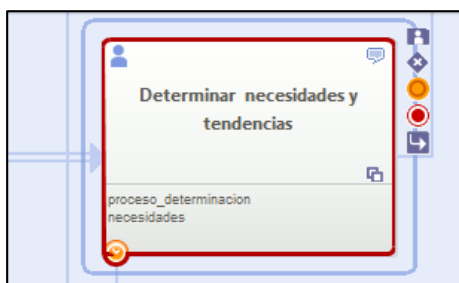 Determinar necesidades y
tendencias
proceso_determinacion
necesidades